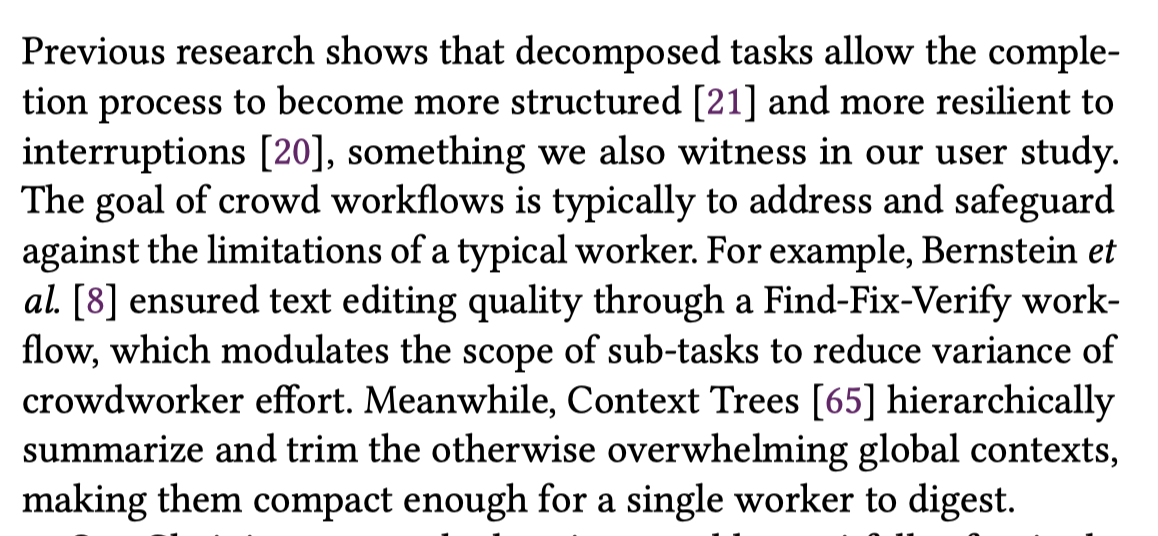 Previous research shows that decomposed tasks allow the comple-
tion process to become more structured [21] and more resilient to
interruptions [20], something we also witness in our user study.
The goal of crowd workflows is typically to address and safeguard
against the limitations of a typical worker. For example, Bernstein et
al. [8] ensured text editing quality through a Find-Fix-Verify work-
flow, which modulates the scope of sub-tasks to reduce variance of
crowdworker effort. Meanwhile, Context Trees [65] hierarchically
summarize and trim the otherwise overwhelming global contexts,
making them compact enough for a single worker to digest.